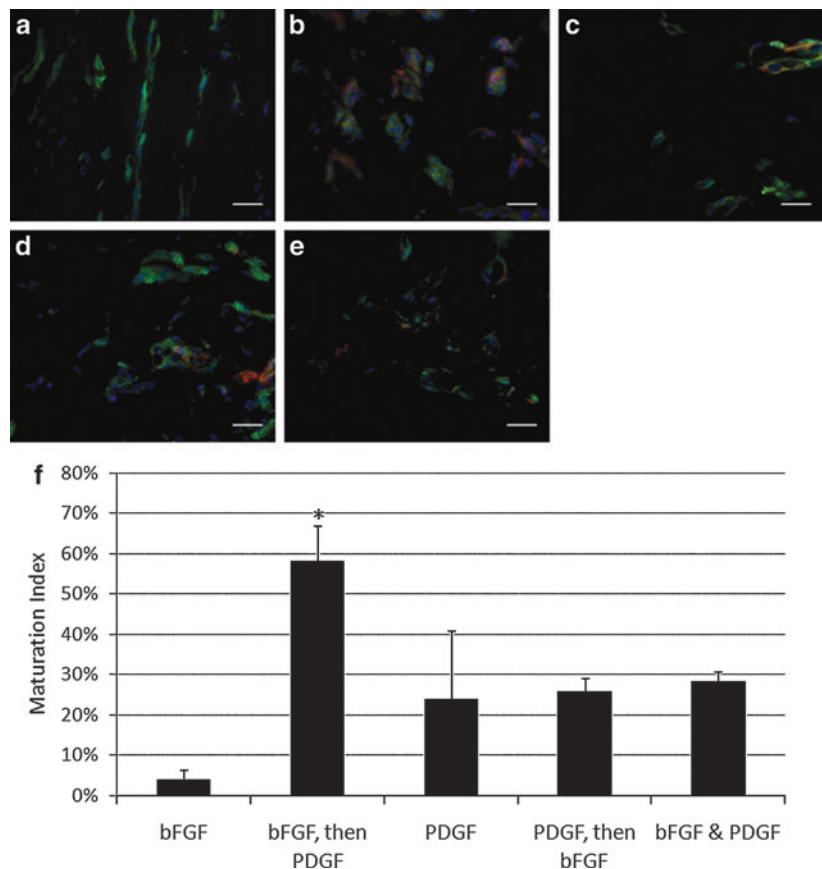 a
b
c
d
e
f
80%
70%
60%
50%
40%
30%
20%
10%
0%
Maturation Index
*
bFGF
bFGF, then
PDGF
PDGF
PDGF, then
bFGF
bFGF & PDGF